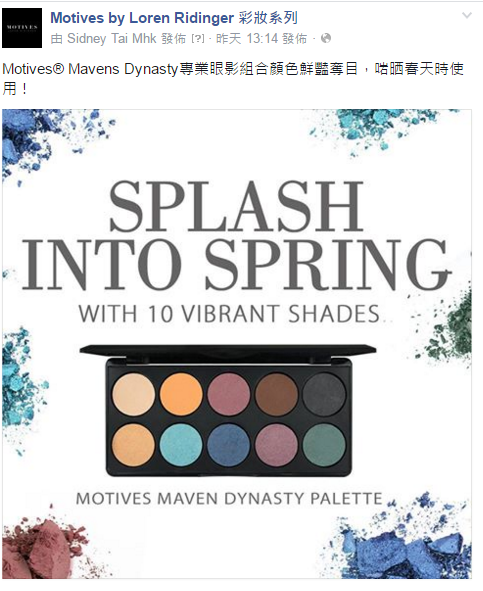 MOTIVES
Motives by Loren Ridinger 彩妝系列
由 Sidney Tai Mhk 發佈 [?] · 昨天 13:14 發佈 ·
Motives® Mavens Dynasty專業眼影組合顏色鮮豔奪目，啱晒春天時使
用！
SPLASH
INTO SPRING
WITH 10 VIBRANT SHADES
MOTIVES MAVEN DYNASTY PALETTE